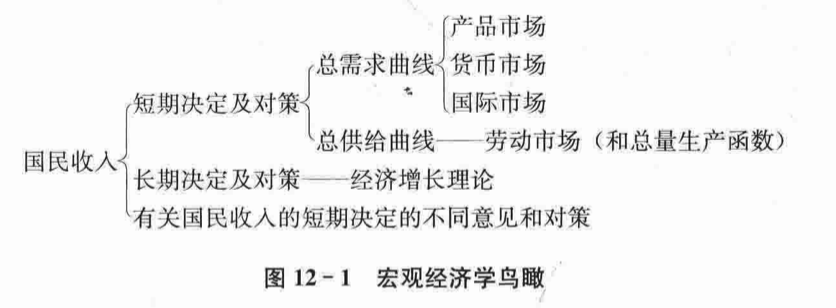 产品市场
总需求曲线 货币市场
短期决定及对策 国际市场
总供给曲线——劳动市场（和总量生产函数）
国民收入
长期决定及对策——经济增长理论
有关国民收入的短期决定的不同意见和对策
图 12-1 宏观经济学鸟瞰